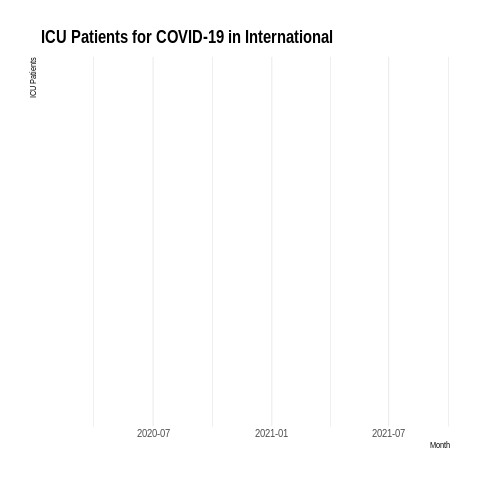 ICU Patients for COVID-19 in International
ICU Patients
2020-07 2021-01 2021-07
Month